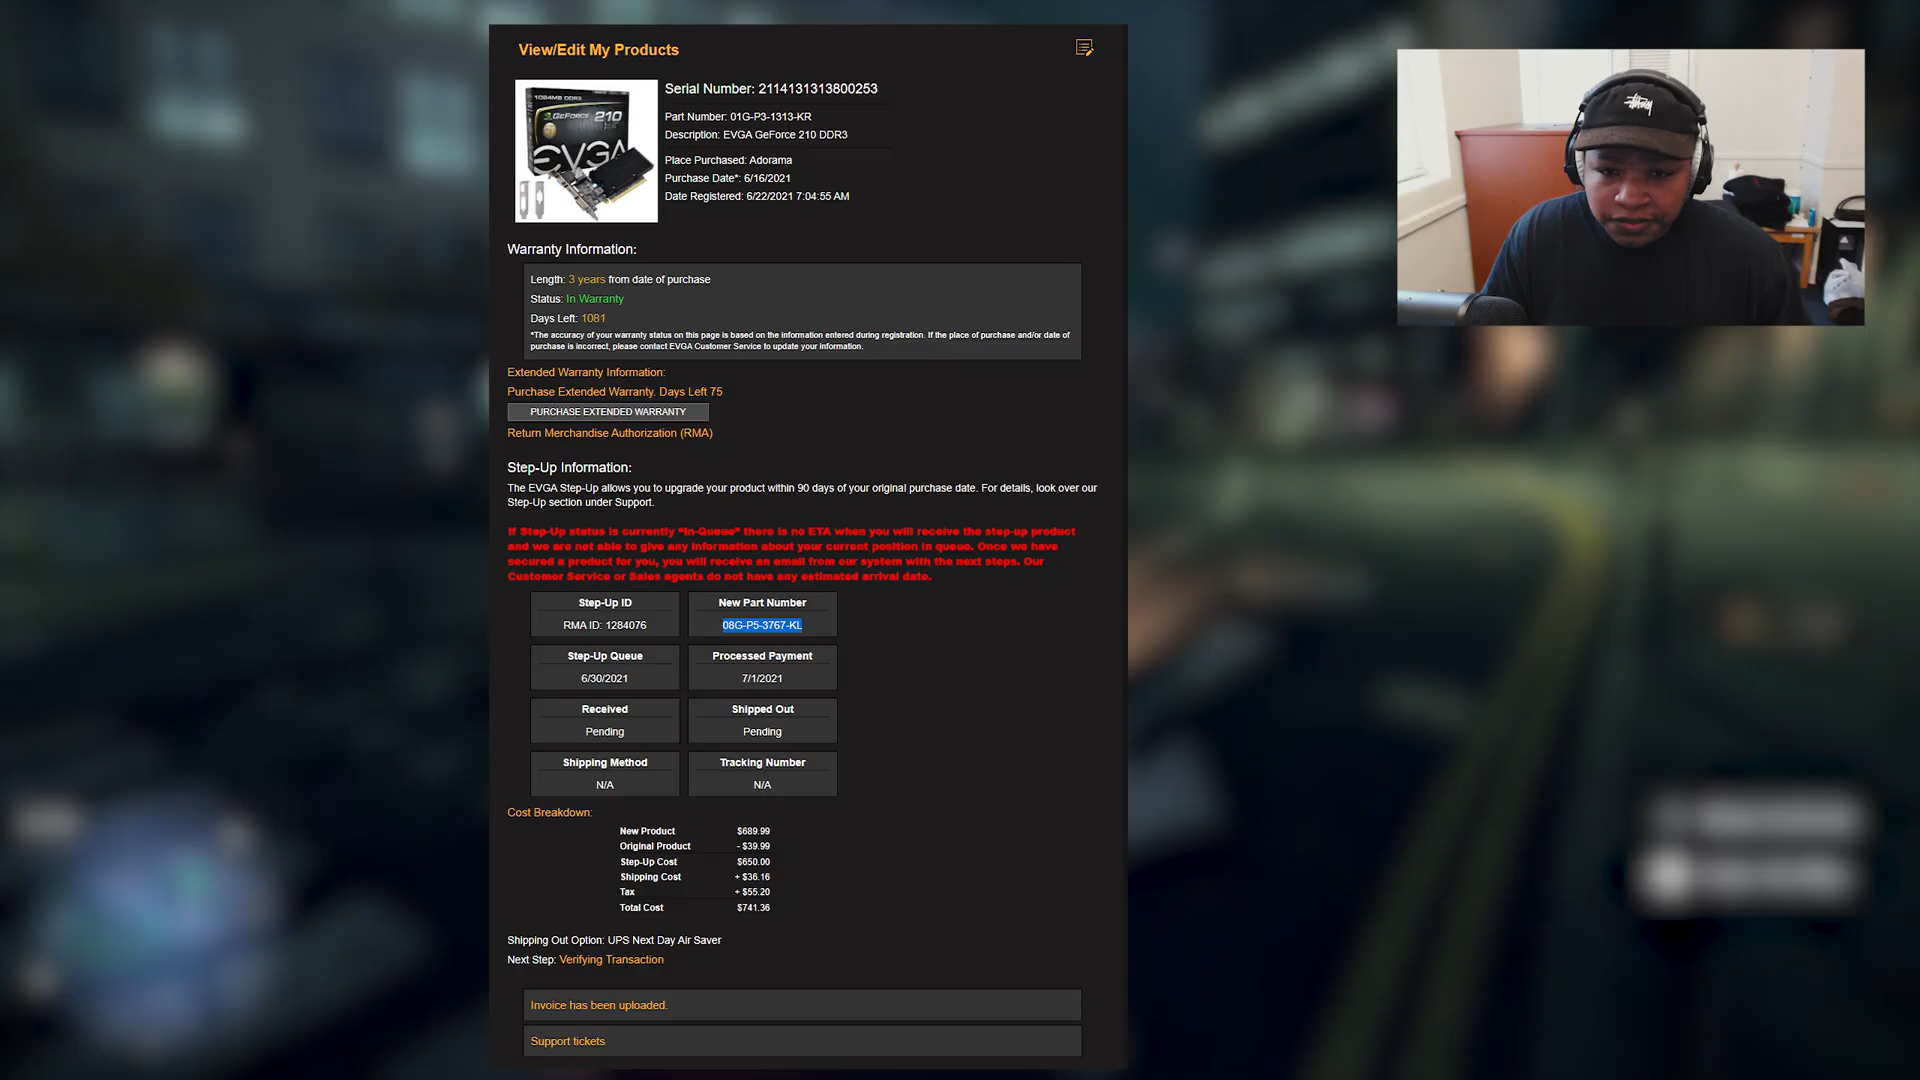 View/Edit My Products
1024MB DDR3
GEFORCE 210
EVGA
Serial Number: 2114131313800253
Part Number: 01G-P3-1313-KR
Description: EVGA GeForce 210 DDR3
Place Purchased: Adorama
Purchase Date*: 6/16/2021
Date Registered: 6/22/2021 7:04:55 AM
Warranty Information:
Length: 3 years from date of purchase
Status: In Warranty
Days Left: 1081
*The accuracy of your warranty status on this page is based on the information entered during registration. If the place of purchase and/or date of
purchase is incorrect, please contact EVGA Customer Service to update your information.
Extended Warranty Information:
Purchase Extended Warranty. Days Left 75
PURCHASE EXTENDED WARRANTY
Return Merchandise Authorization (RMA)
Step-Up Information:
The EVGA Step-Up allows you to upgrade your product within 90 days of your original purchase date. For details, look over our
Step-Up section under Support.
If Step-Up status is currently "In-Queue" there is no ETA when you will receive the step-up product
and we are not able to give any information about your current position in queue. Once we have
secured a product for you, you will receive an email from our system with the next steps. Our
Customer Service or Sales agents do not have any estimated arrival date.
Step-Up ID
RMA ID: 1284076
New Part Number
08G-P5-3767-KL
Step-Up Queue
6/30/2021
Processed Payment
7/1/2021
Received
Pending
Shipped Out
Pending
Shipping Method
N/A
Tracking Number
N/A
Cost Breakdown:
New Product $689.99
Original Product - $39.99
Step-Up Cost $650.00
Shipping Cost + $36.16
Tax + $55.20
Total Cost $741.36
Shipping Out Option: UPS Next Day Air Saver
Next Step: Verifying Transaction
Invoice has been uploaded.
Support tickets